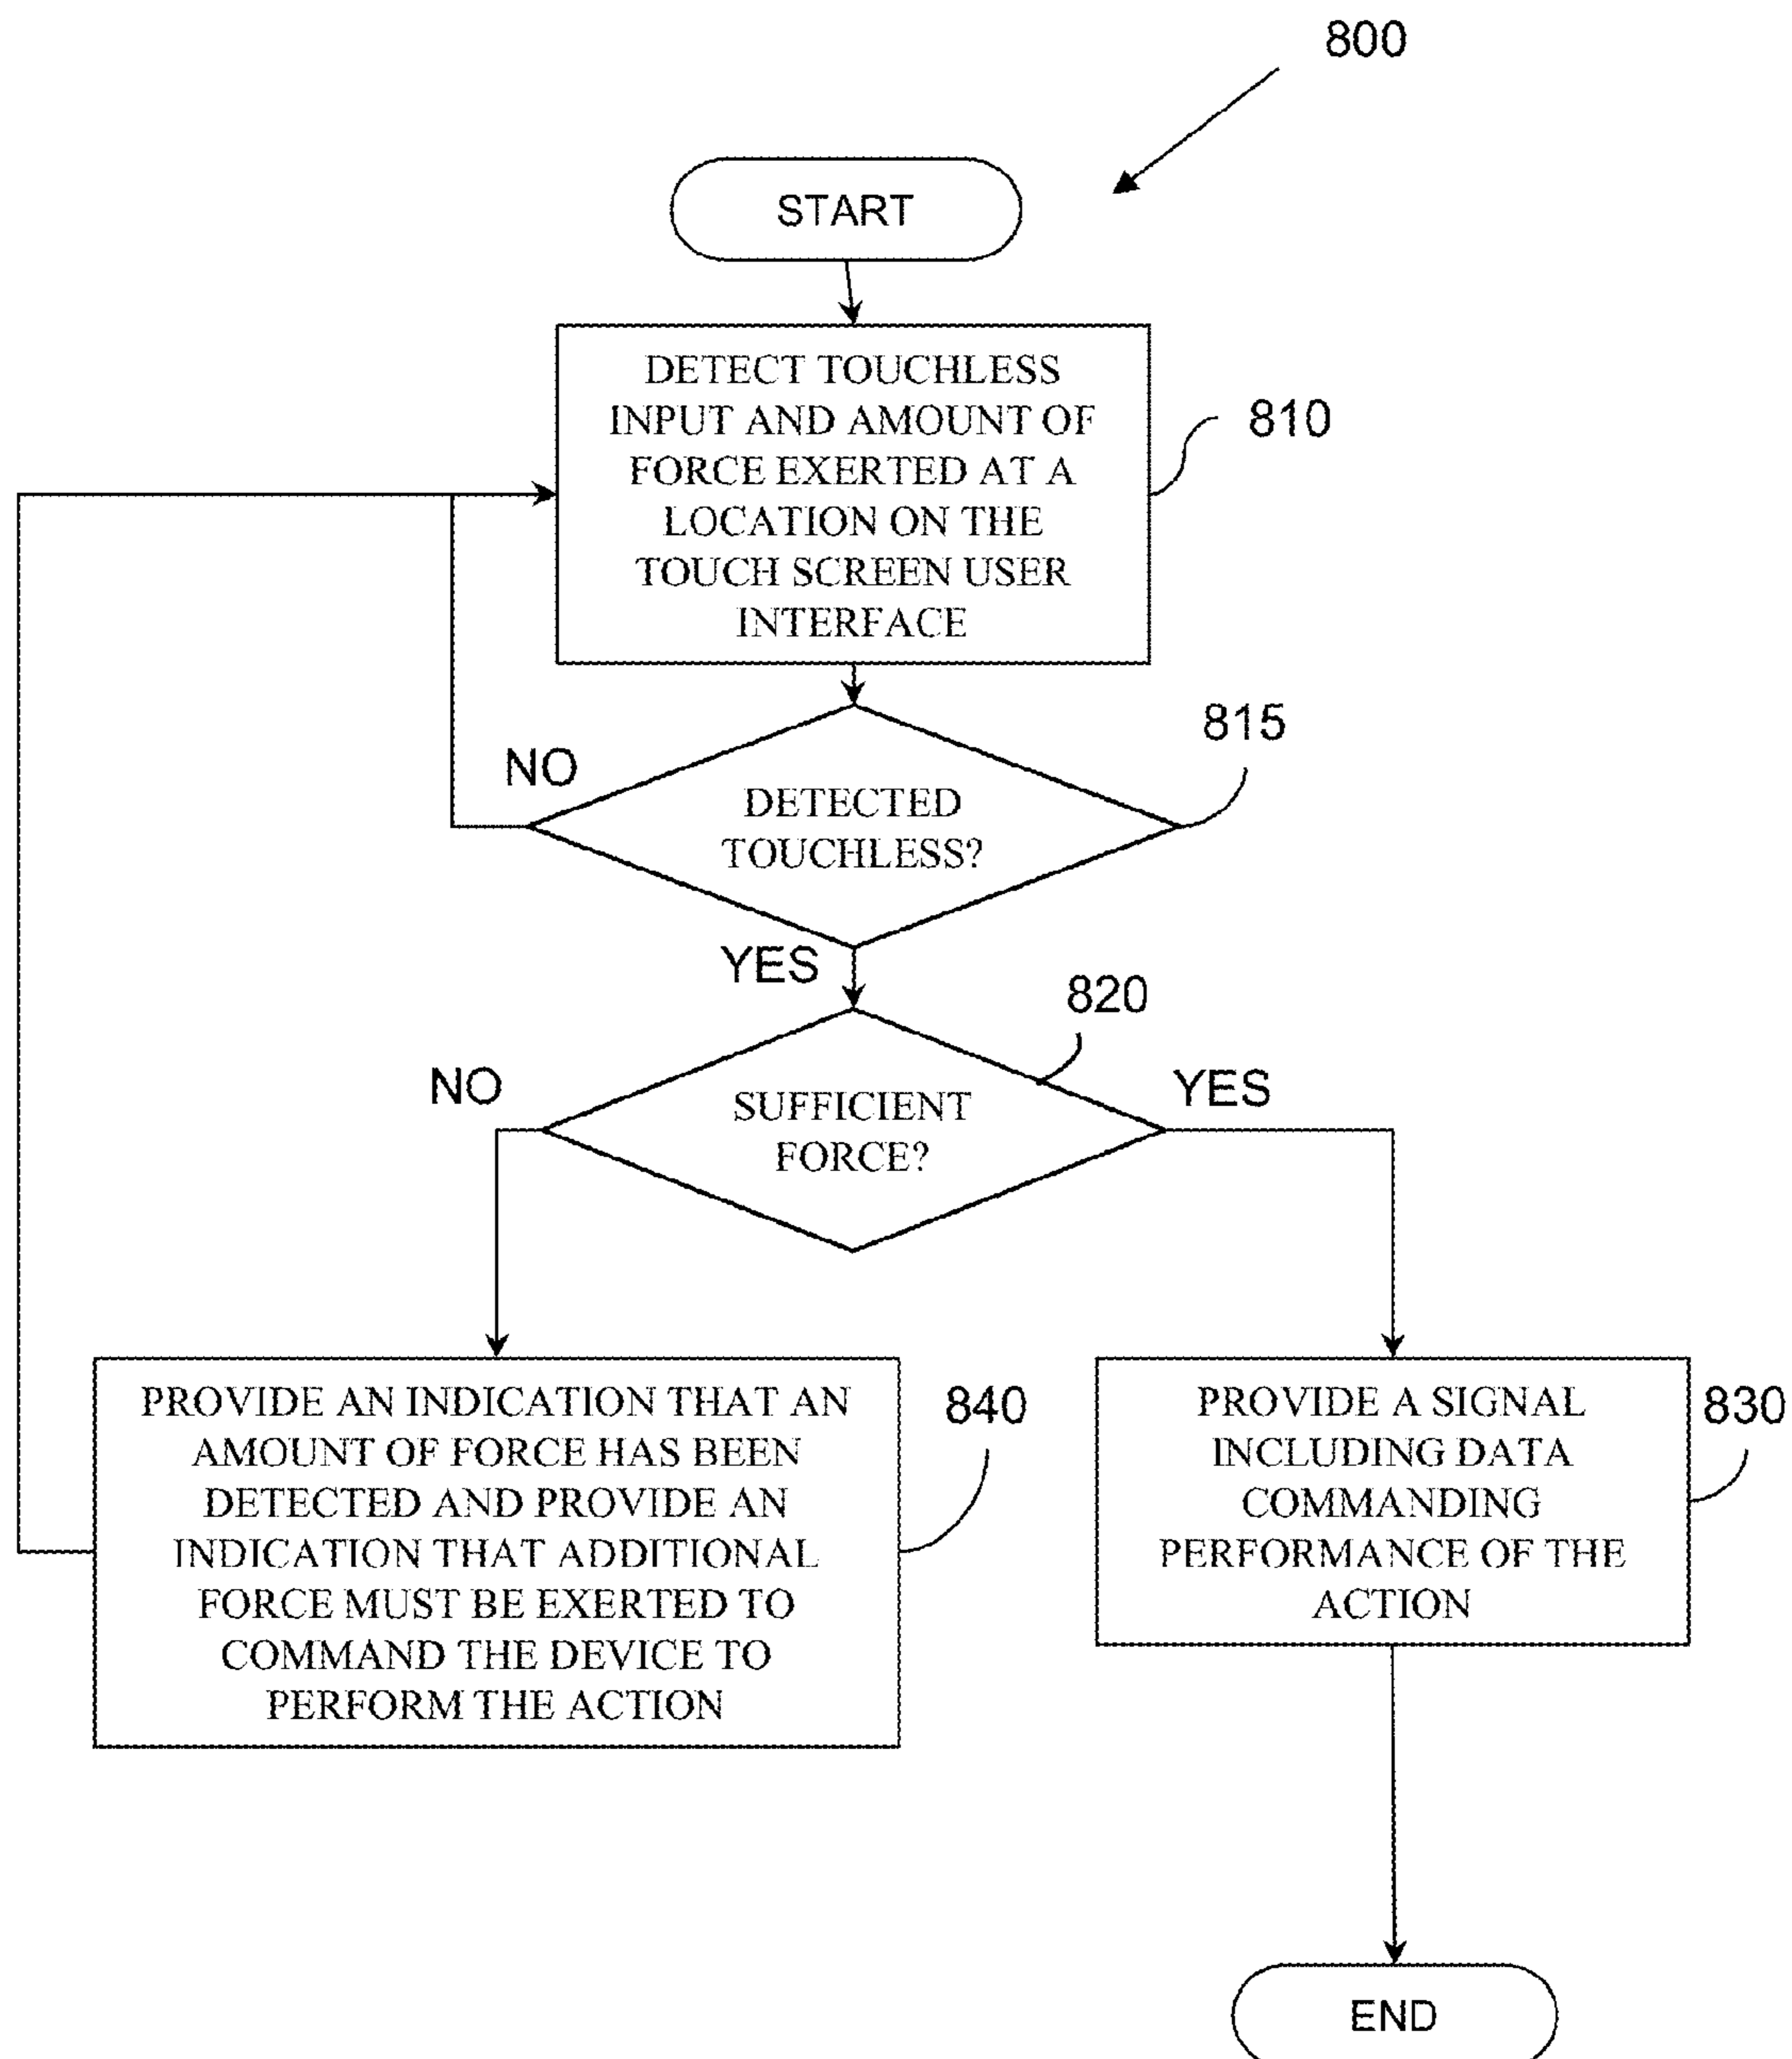 800
START
DETECT TOUCHLESS
INPUT AND AMOUNT OF
FORCE EXERTED AT A
LOCATION ON THE
TOUCH SCREEN USER
INTERFACE
810
815
NO
DETECTED
TOUCHLESS?
YES
820
NO
YES
SUFFICIENT
FORCE?
PROVIDE AN INDICATION THAT AN
AMOUNT OF FORCE HAS BEEN
DETECTED AND PROVIDE AN
INDICATION THAT ADDITIONAL
FORCE MUST BE EXERTED TO
COMMAND THE DEVICE TO
PERFORM THE ACTION
840
PROVIDE A SIGNAL
INCLUDING DATA
COMMANDING
PERFORMANCE OF THE
ACTION
830
END